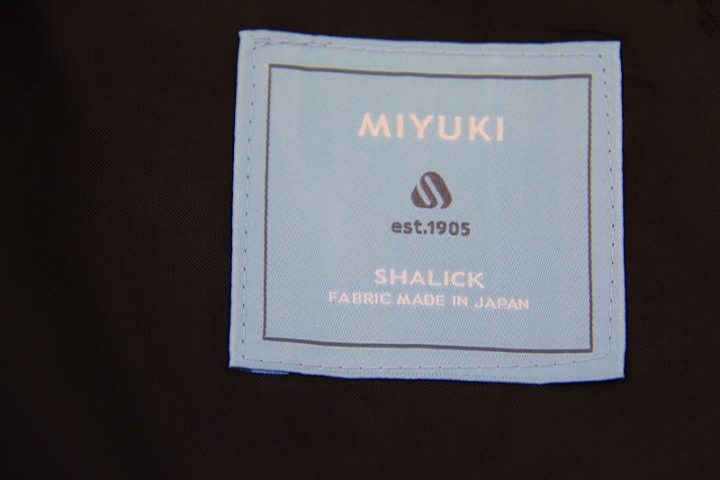 MIYUKI
est.1905
SHALICK
FABRIC MADE IN JAPAN